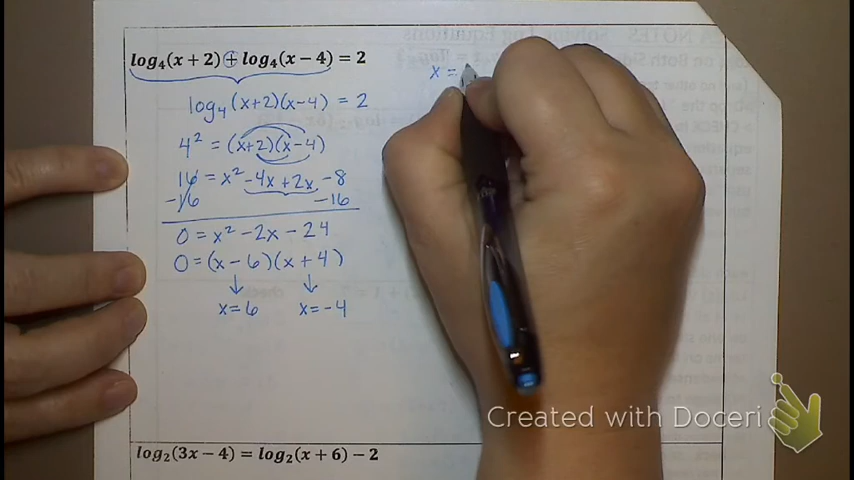 log₄(x + 2) + log₄(x − 4) = 2
x =
log₄(x+2)(x-4) = 2
4² = (x+2)(x-4)
16 = x² -4x +2x -8
-16 -16
0 = x² -2x -24
0 = (x-6)(x+4)
x=6 x=-4
Created with Doceri
log₂(3x − 4) = log₂(x + 6) − 2